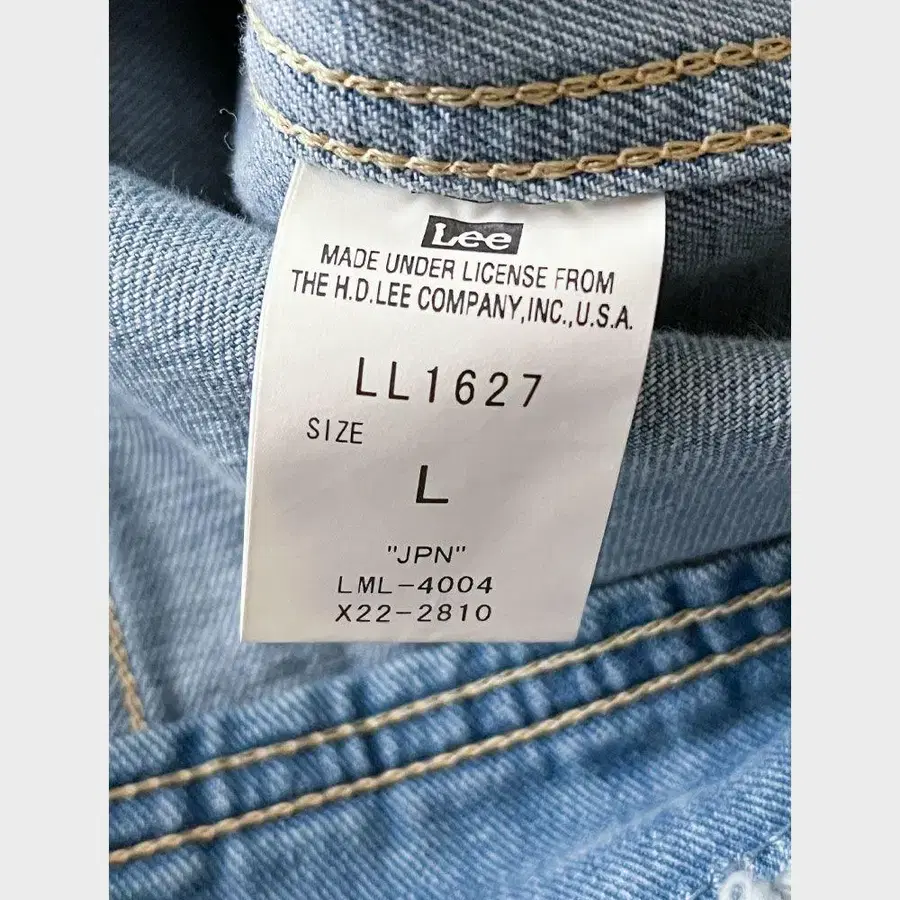 Lee
MADE UNDER LICENSE FROM
THE H.D.LEE COMPANY,INC.,U.S.A.
LL1627
SIZE
L
"JPN"
LML-4004
X22-2810